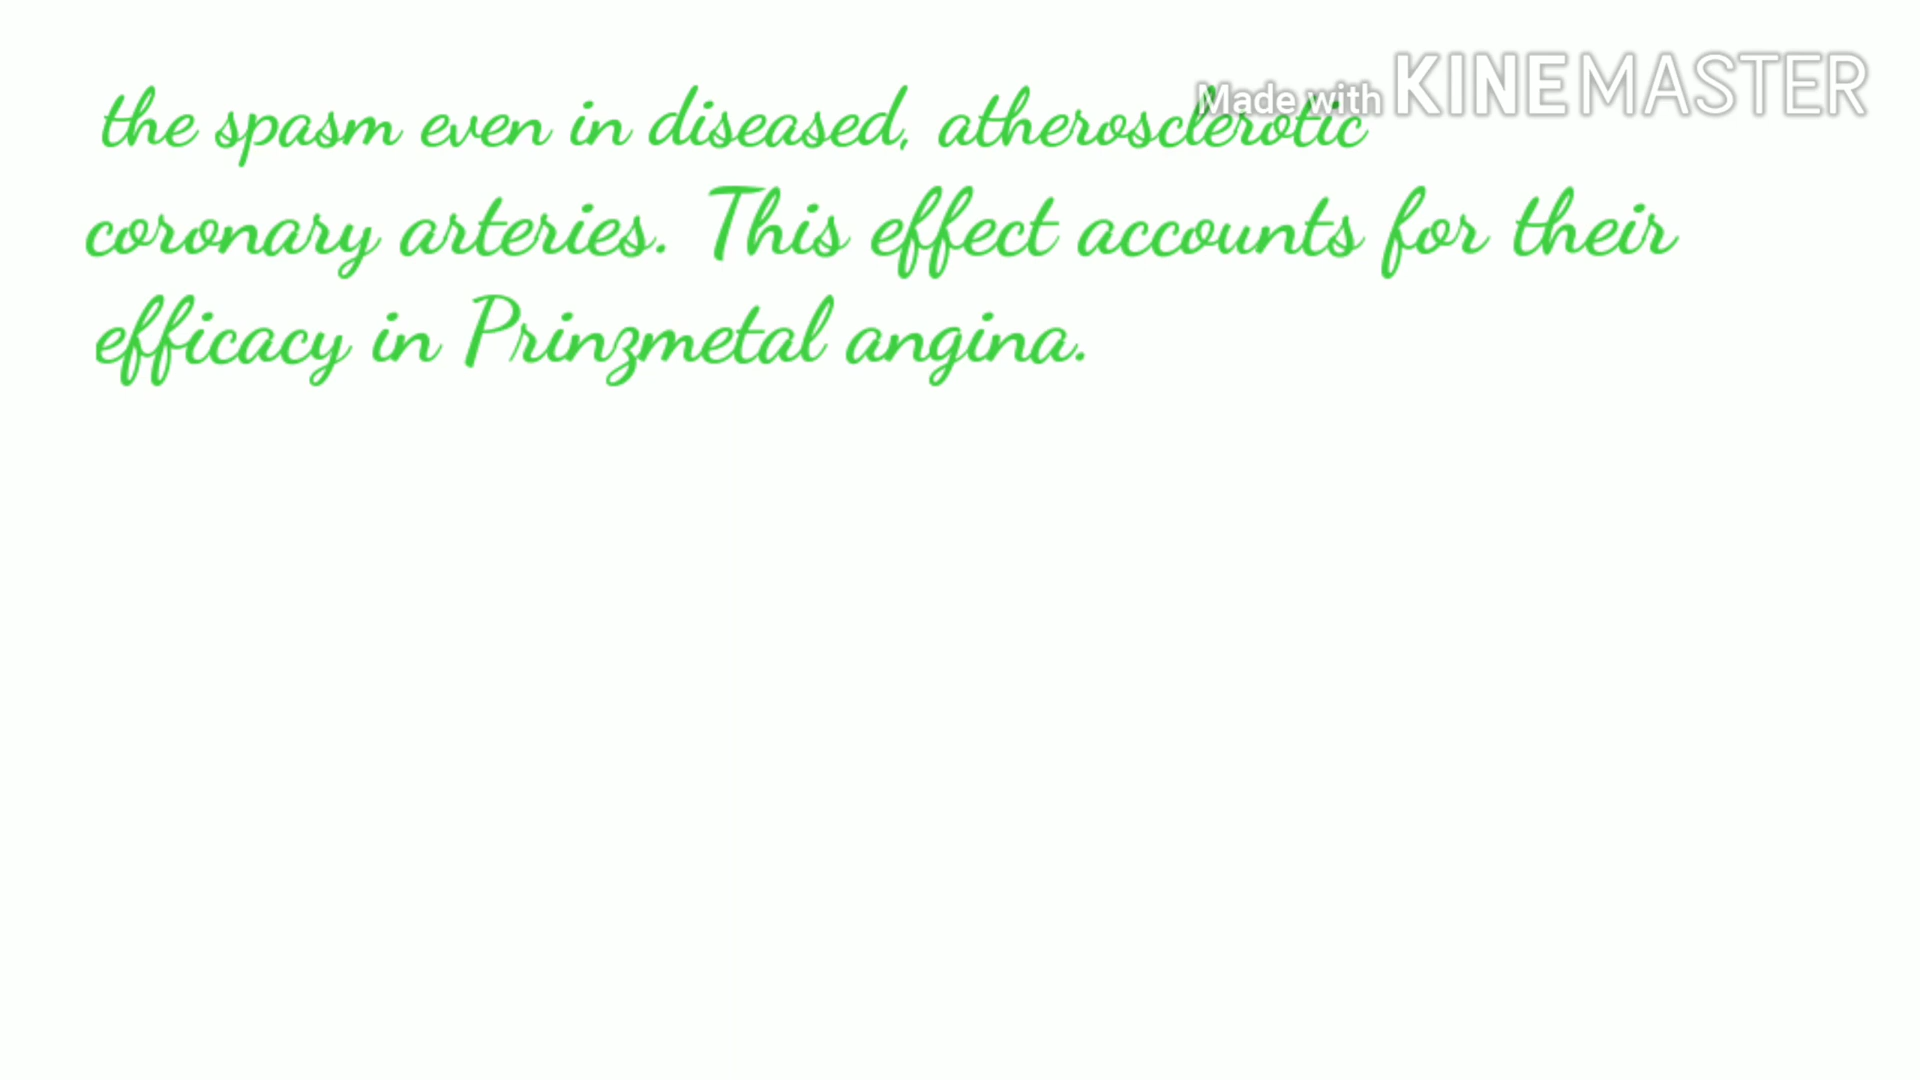 Made with KINEMASTER
the spasm even in diseased, atherosclerotic
coronary arteries. This effect accounts for their
efficacy in Prinzmetal angina.